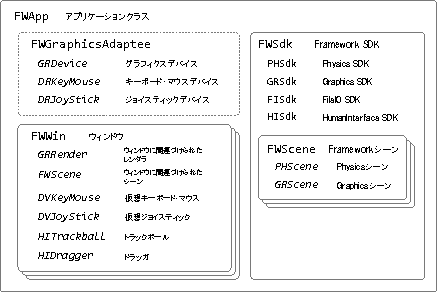 FWApp アプリケーションクラス
FWGraphicsAdaptee
GRDevice グラフィクスデバイス
DRKeyMouse キーボード・マウスデバイス
DRJoyStick ジョイスティックデバイス
FWWin ウィンドウ
GRRender ウィンドウに関連づけられた
レンダラ
FWScene ウィンドウに関連づけられた
シーン
DVKeyMouse 仮想キーボード・マウス
DVJoyStick 仮想ジョイスティック
HITrackball トラックボール
HIDragger ドラッガ
FWSdk Framework SDK
PHSdk Physics SDK
GRSdk Graphics SDK
FISdk FileIO SDK
HISdk HumanInterface SDK
FWScene Frameworkシーン
PHScene Physicsシーン
GRScene Graphicsシーン